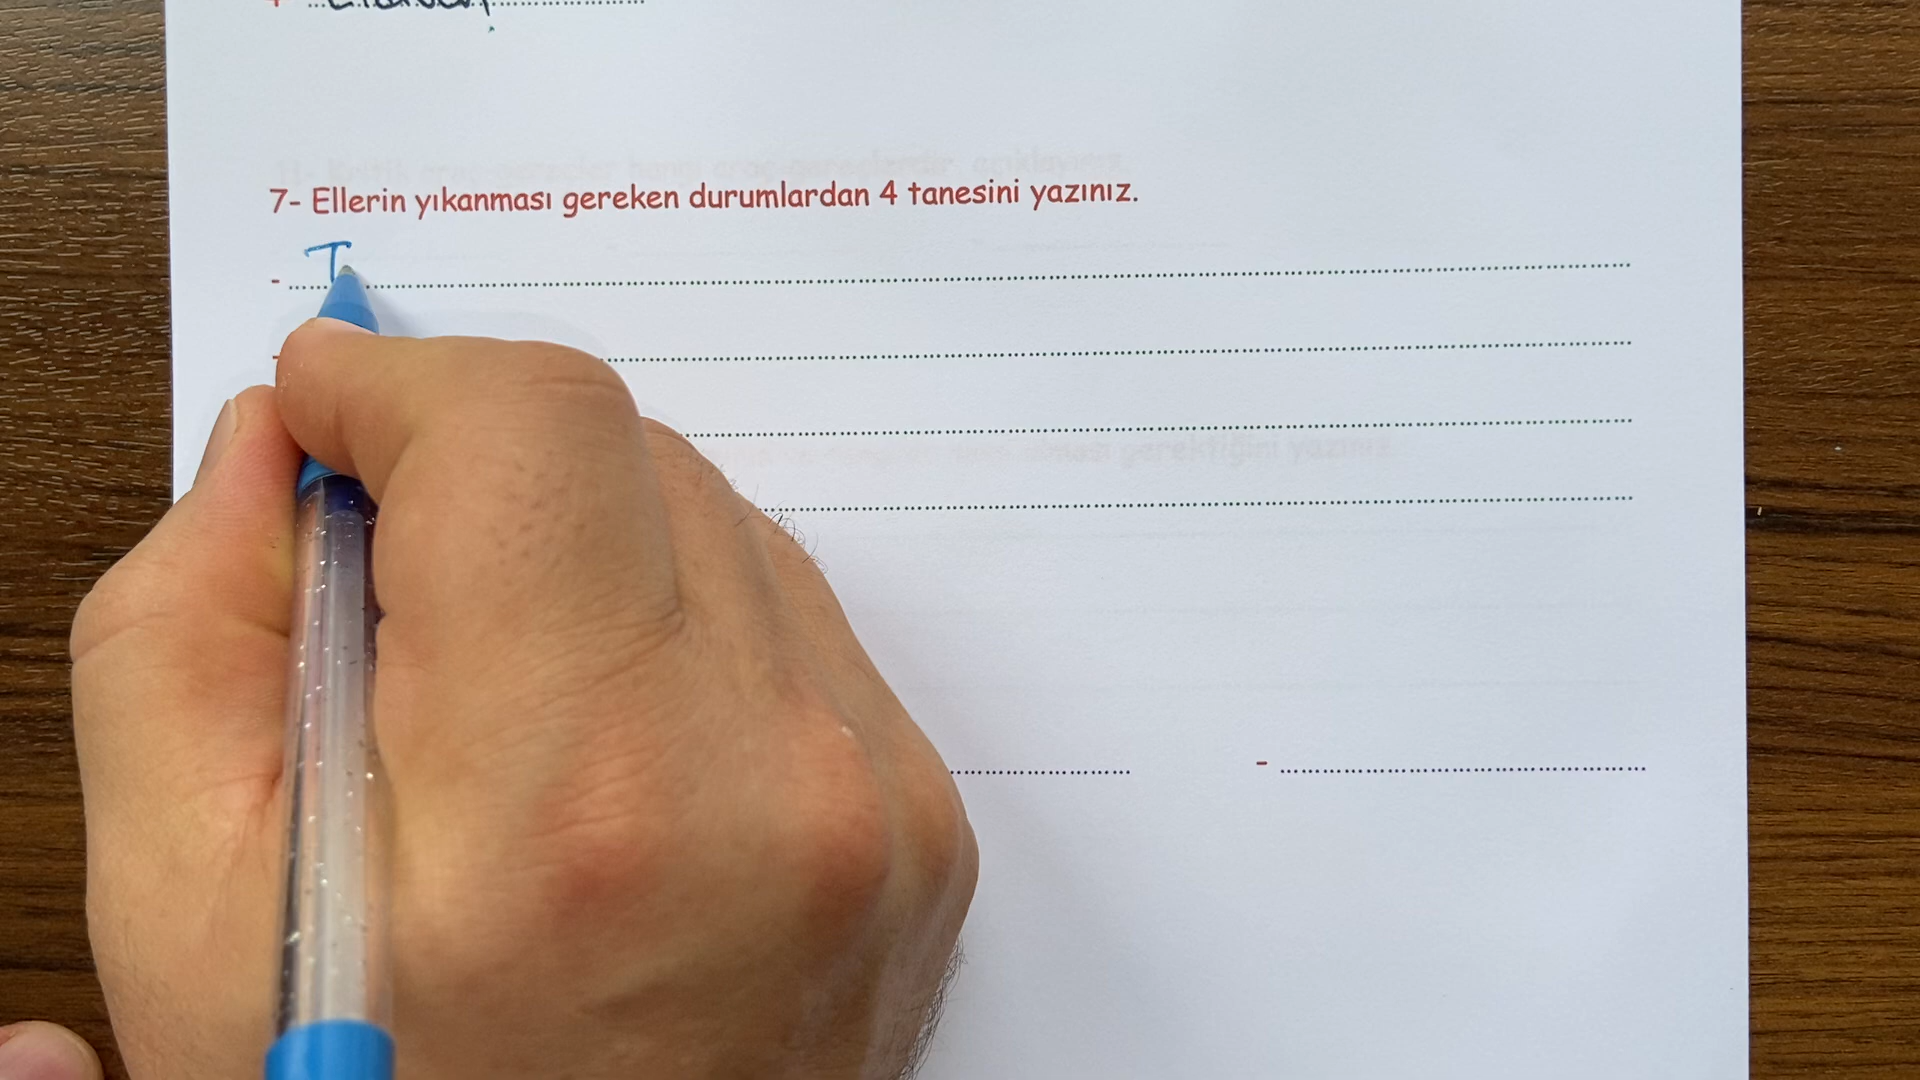 7- Ellerin yıkanması gereken durumlardan 4 tanesini yazınız.
- T
-
-